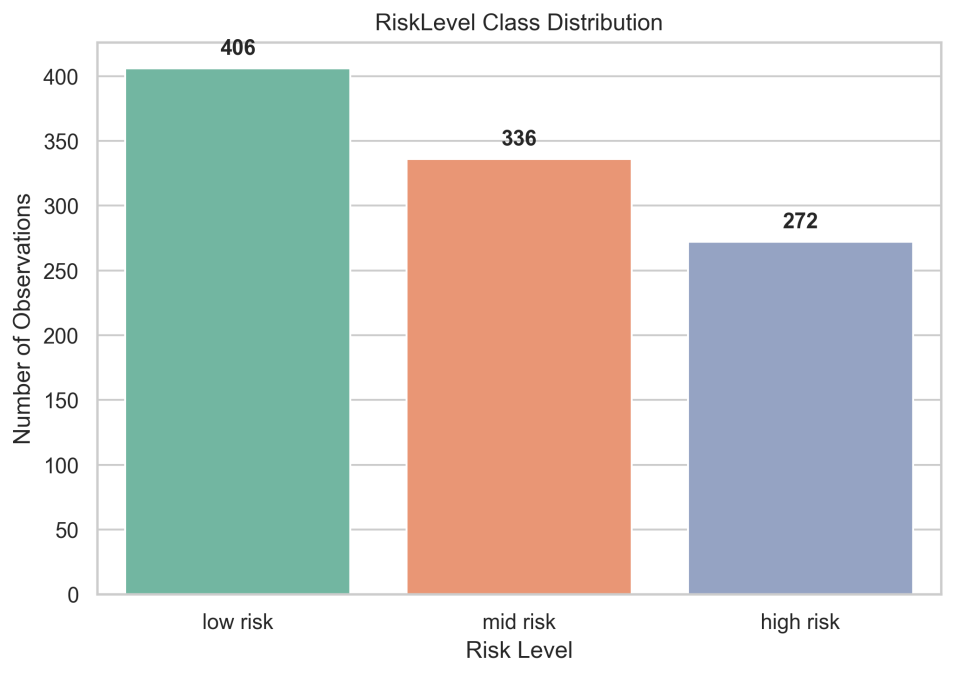 RiskLevel Class Distribution
406
400
350
336
300
272
250
200
150
100
50
0
Number of Observations
low risk
mid risk
high risk
Risk Level